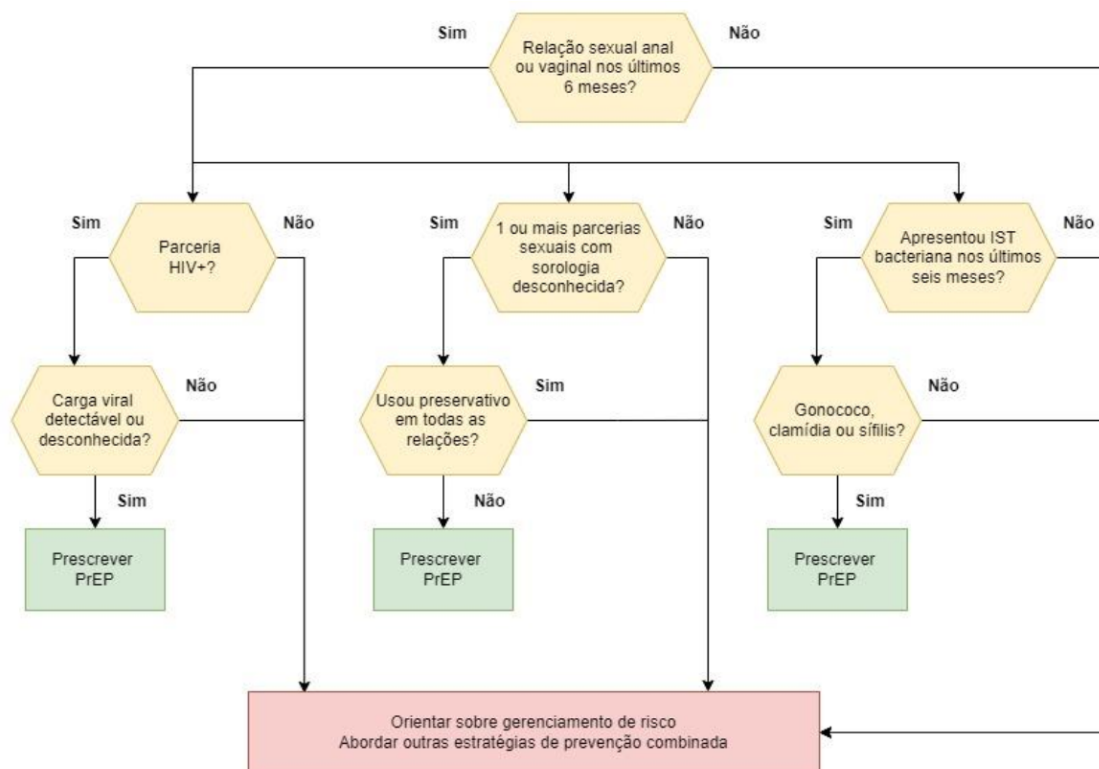 Sim
Não
Relação sexual anal
ou vaginal nos últimos
6 meses?
Sim
Não
Parceria
HIV+?
Sim
Não
1 ou mais parcerias
sexuais com
sorologia
desconhecida?
Sim
Não
Apresentou IST
bacteriana nos últimos
seis meses?
Não
Carga viral
detectável ou
desconhecida?
Sim
Usou preservativo
em todas as
relações?
Não
Gonococo,
clamídia ou sífilis?
Sim
Não
Sim
Prescrever
PrEP
Prescrever
PrEP
Prescrever
PrEP
Orientar sobre gerenciamento de risco
Abordar outras estratégias de prevenção combinada